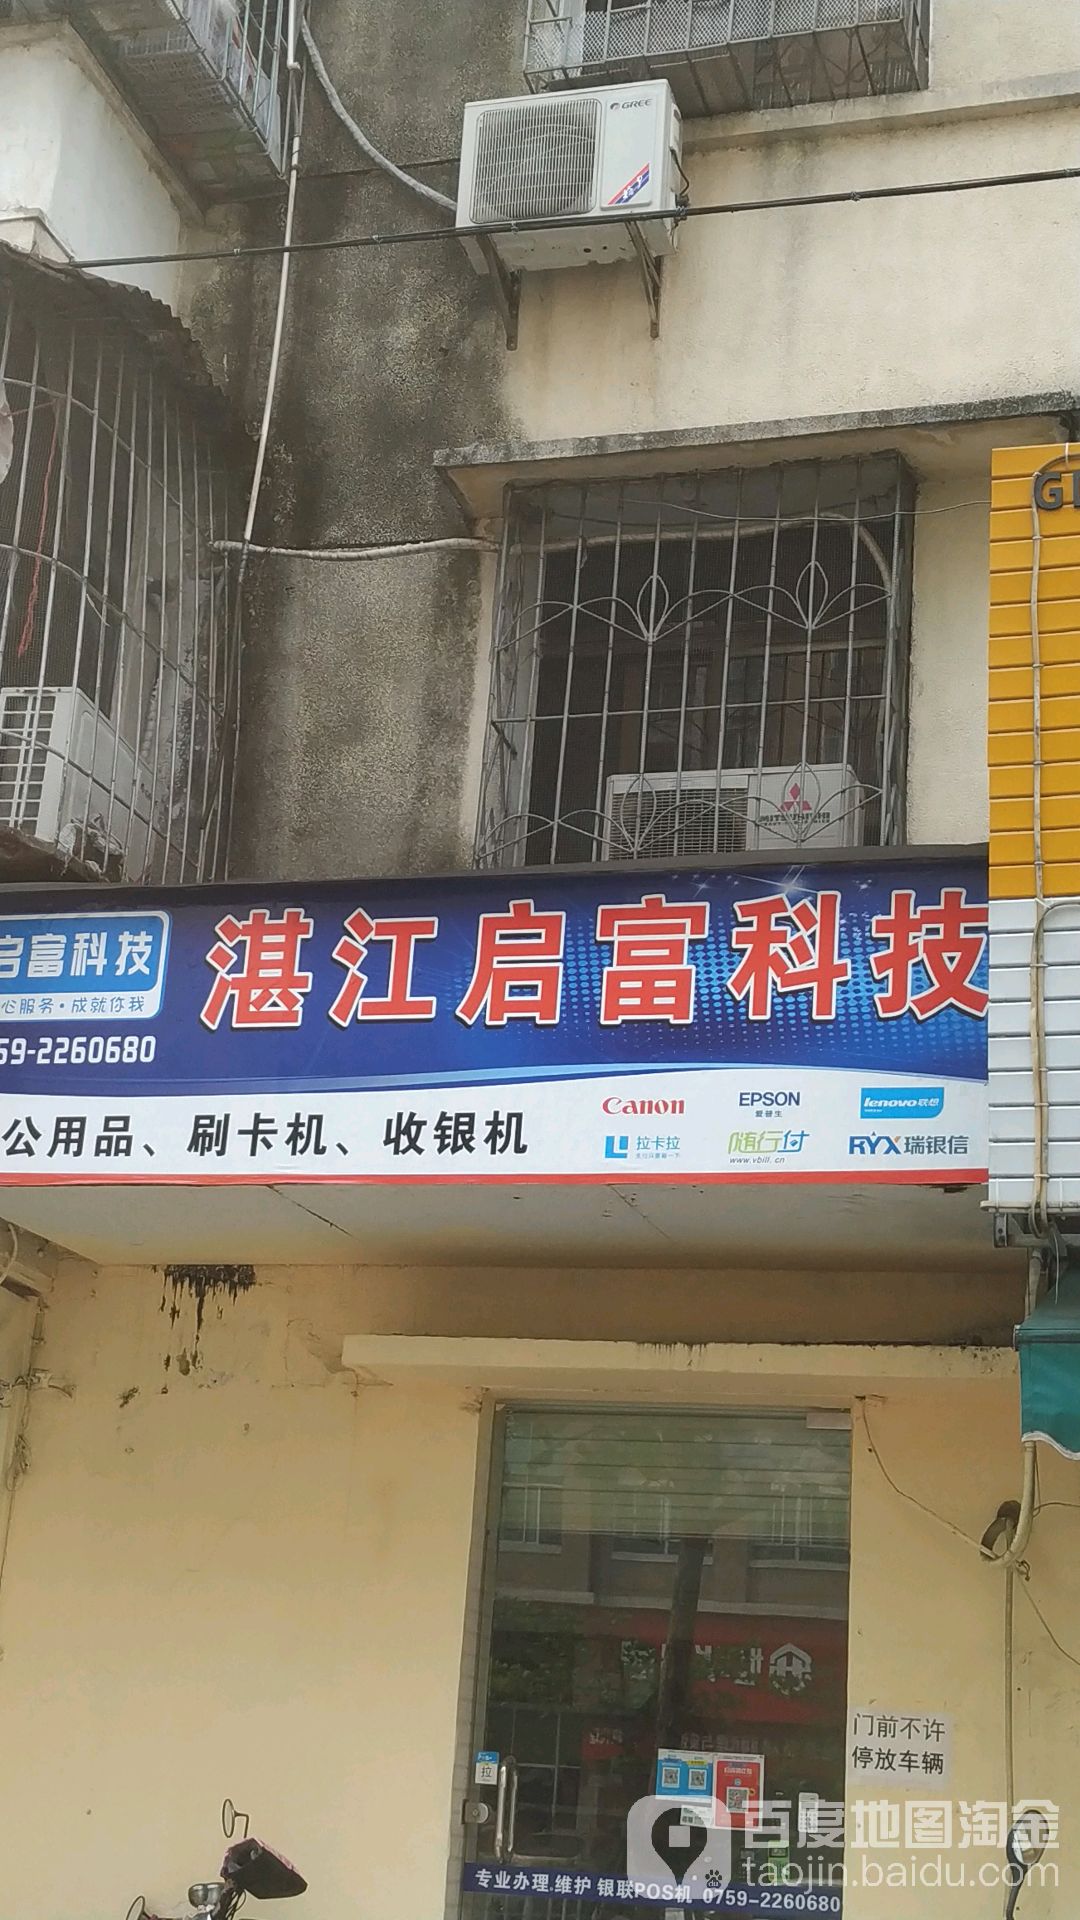 GREE
MITSUBISHI
富科技
心服务·成就你我
59-2260680
湛江启富科技
公用品、刷卡机、收银机
Canon
EPSON
爱普生
lenovo联想
拉卡拉
随行付
www.vbill.cn
RYX瑞银信
门前不许
停放车辆
拉
专业办理.维护 银联POS机 0759-2260680
百度地图淘金
taojin.baidu.com